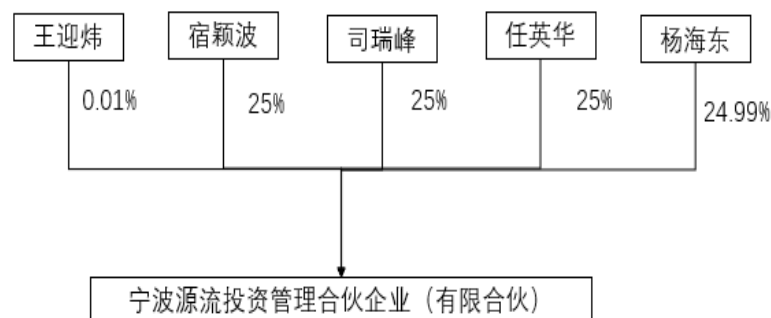 王迎炜
宿颖波
司瑞峰
任英华
杨海东
0.01%
25%
25%
25%
24.99%
宁波源流投资管理合伙企业（有限合伙）